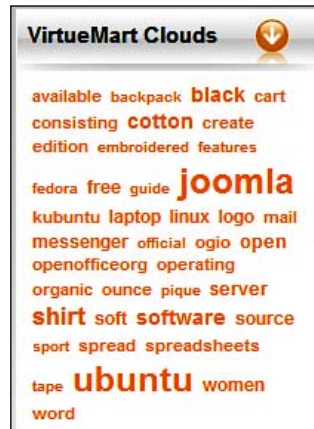 VirtueMart Clouds
available backpack black cart
consisting cotton create
edition embroidered features
fedora free guide joomla
kubuntu laptop linux logo mail
messenger official ogio open
openofficeorg operating
organic ounce pique server
shirt soft software source
sport spread spreadsheets
tape ubuntu women
word